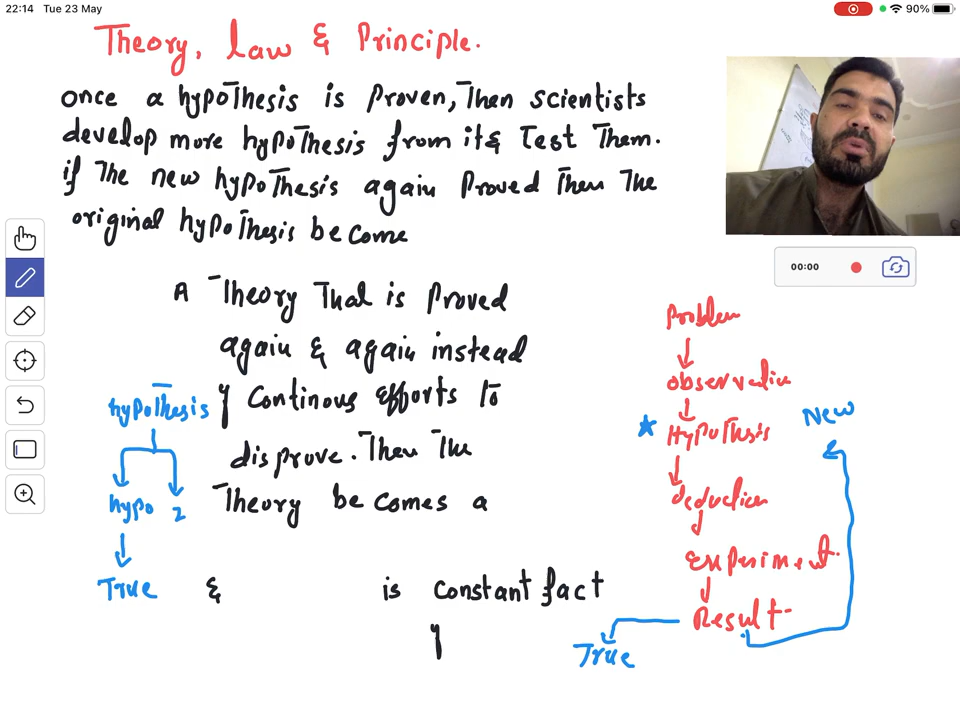 22:14 Tue 23 May
90%
Theory, Law & Principle.
once a hypothesis is proven, Then scientists
develop more hypothesis from it & Test Them.
if The new hypothesis again Proved Then The
original hypothesis become
00:00
A Theory That is Proved
again & again instead
of Continous efforts To
disprove. Then The
Theory becomes a
& is constant fact
of
hypothesis
hypo 2
True
Problem
observation
★ Hypothesis
deduction
Experiment.
Result
True
New